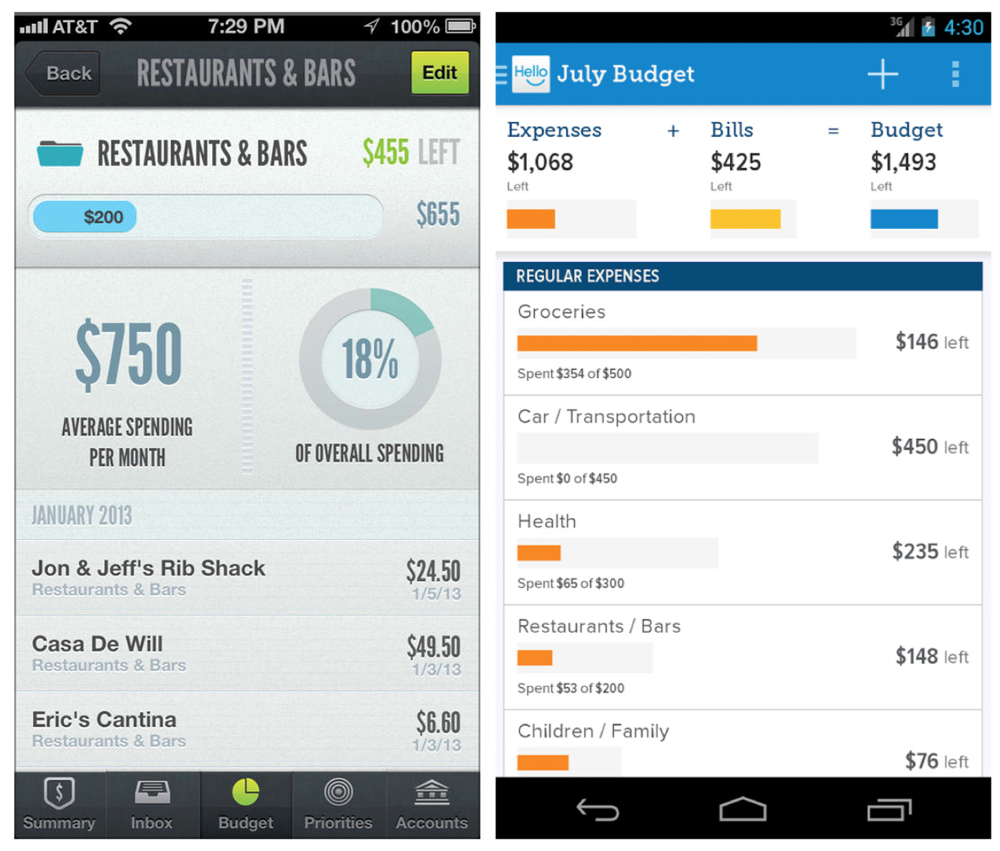 AT&T 7:29 PM 100%
Back RESTAURANTS & BARS Edit
RESTAURANTS & BARS $455 LEFT
$200 $655
$750
AVERAGE SPENDING
PER MONTH
18%
OF OVERALL SPENDING
JANUARY 2013
Jon & Jeff's Rib Shack $24.50
Restaurants & Bars 1/5/13
Casa De Will $49.50
Restaurants & Bars 1/3/13
Eric's Cantina $6.60
Restaurants & Bars 1/3/13
$
Summary Inbox Budget Priorities Accounts
3G 4:30
Hello July Budget
Expenses + Bills = Budget
$1,068 $425 $1,493
Left Left Left
REGULAR EXPENSES
Groceries
$146 left
Spent $354 of $500
Car / Transportation
$450 left
Spent $0 of $450
Health
$235 left
Spent $65 of $300
Restaurants / Bars
$148 left
Spent $53 of $200
Children / Family
$76 left